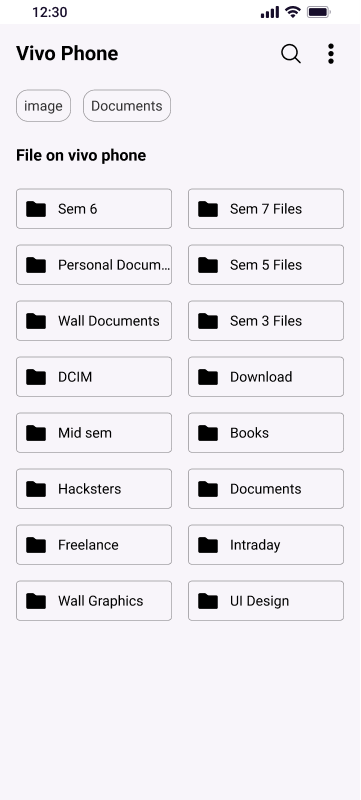 12:30
Vivo Phone
image Documents
File on vivo phone
Sem 6 Sem 7 Files
Personal Docum... Sem 5 Files
Wall Documents Sem 3 Files
DCIM Download
Mid sem Books
Hacksters Documents
Freelance Intraday
Wall Graphics UI Design